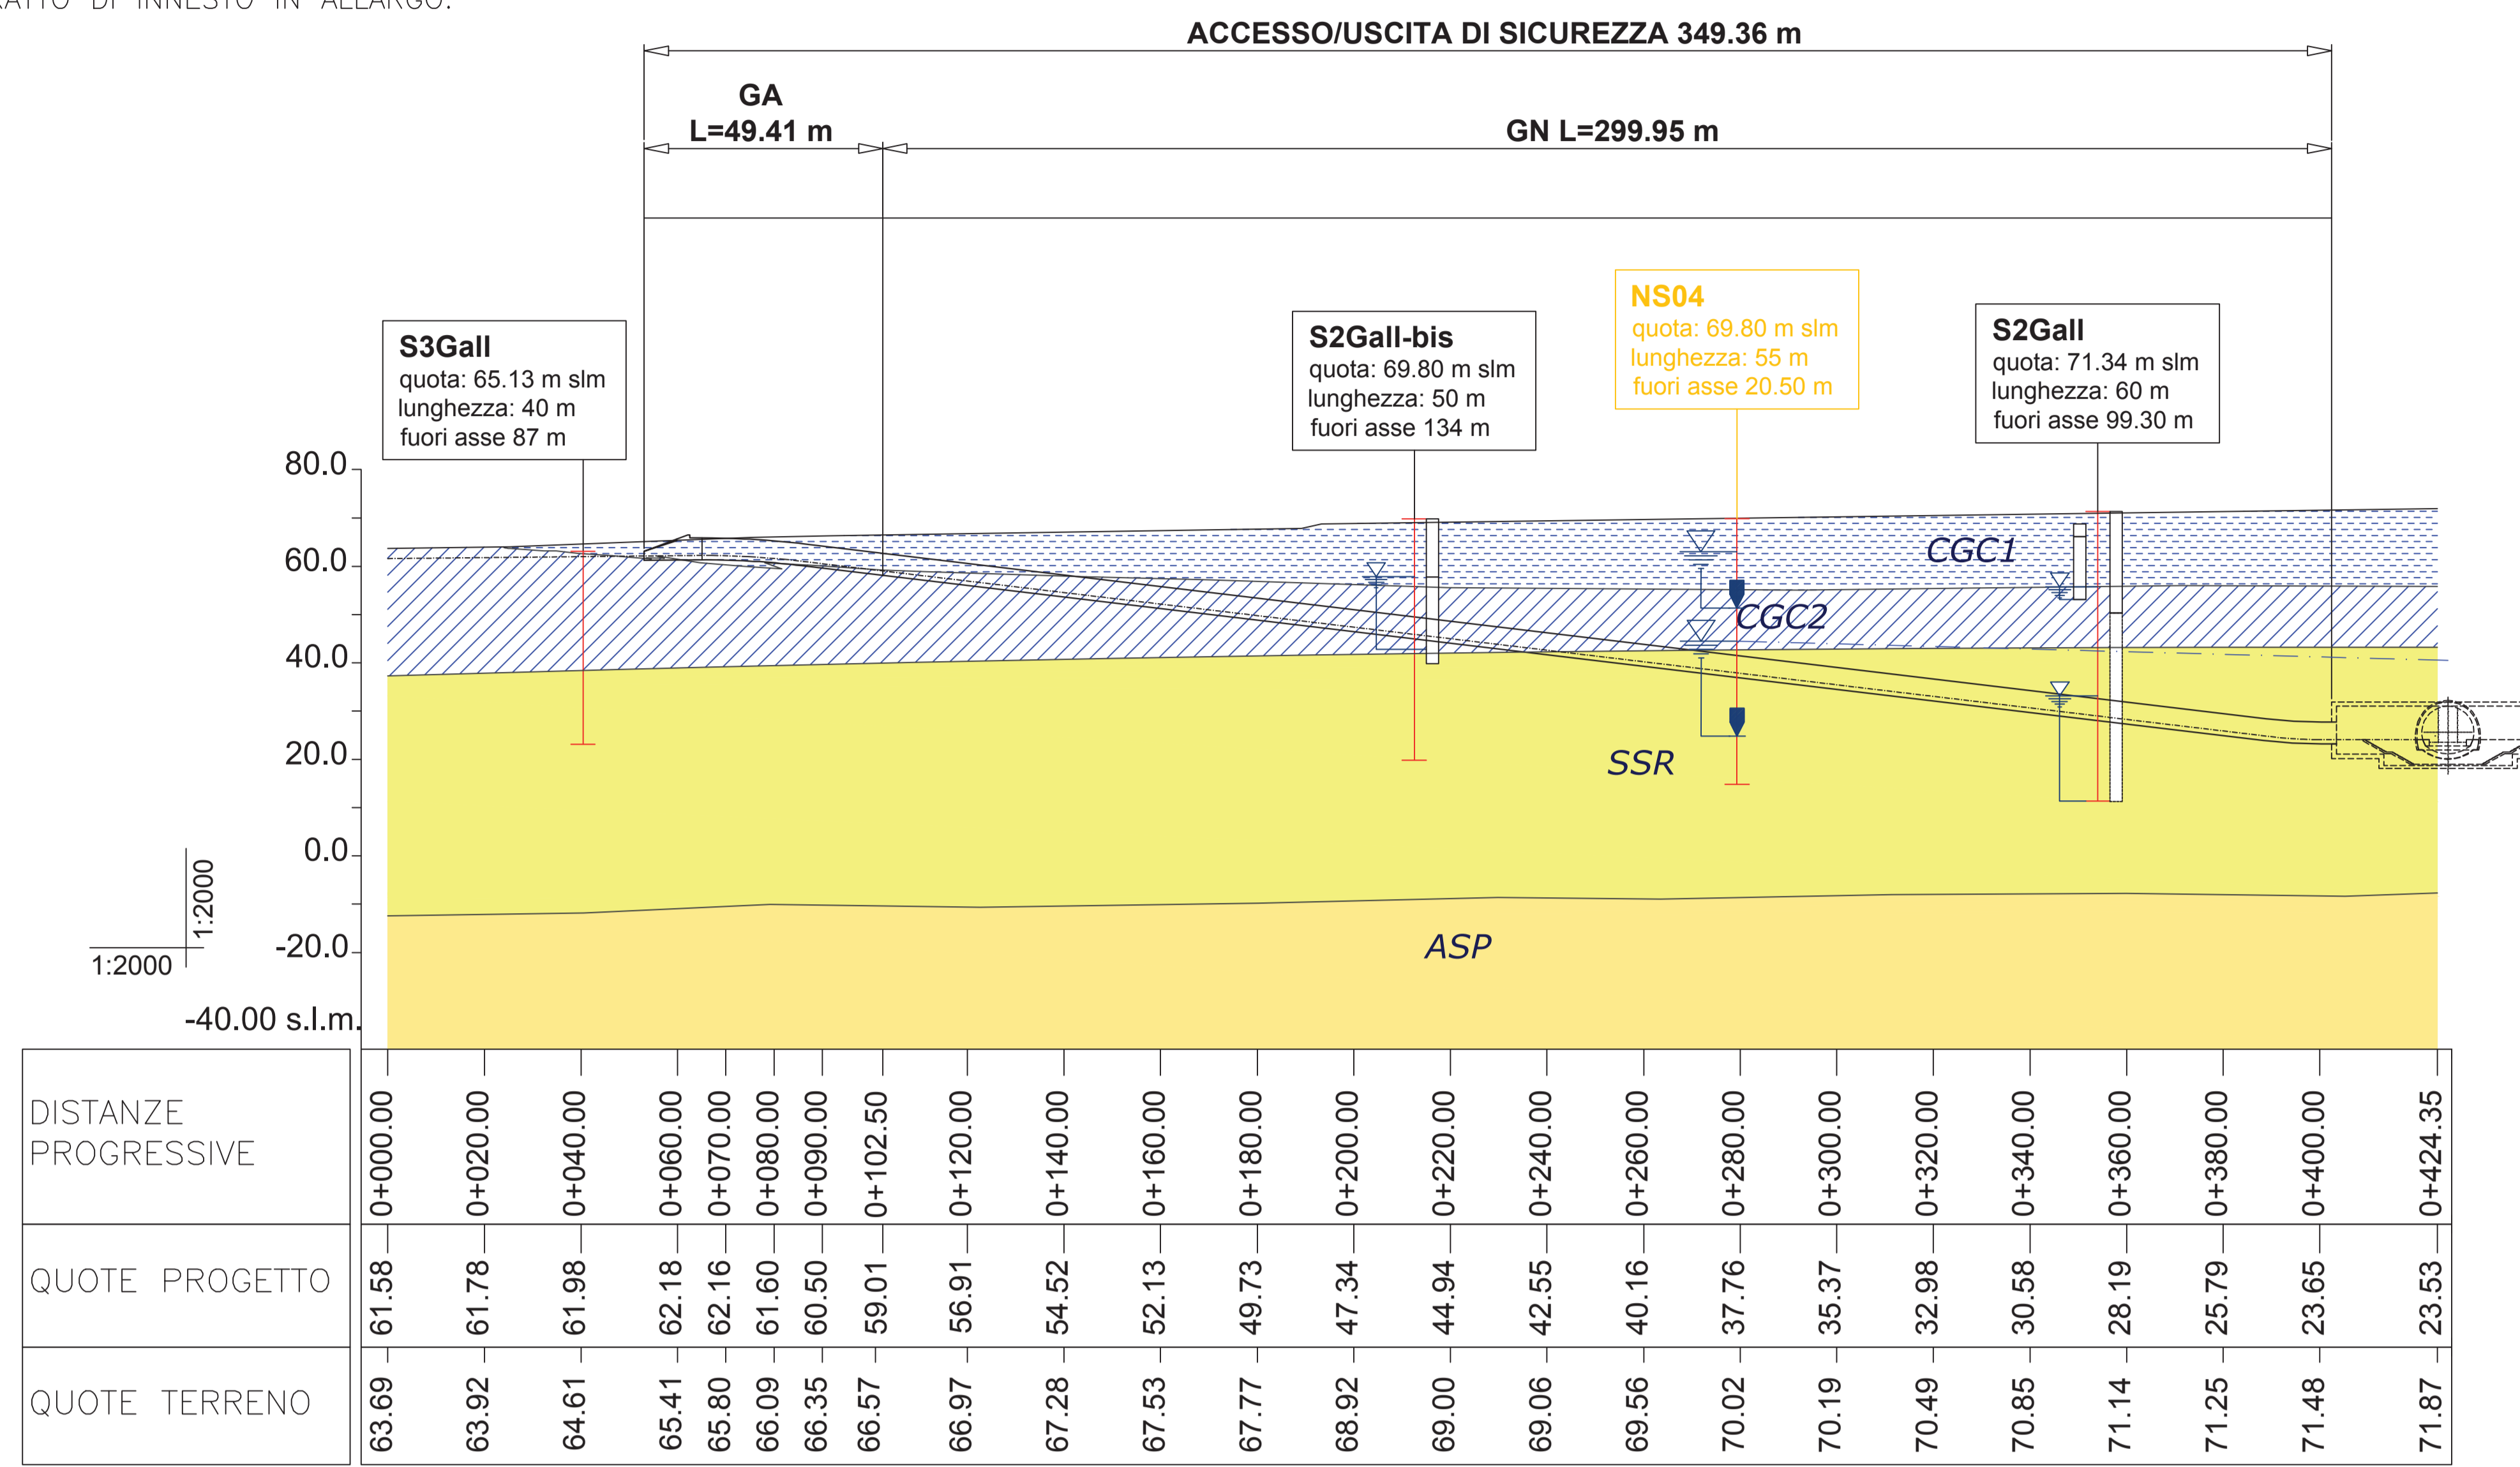 RATTO DI INNESTO IN ALLARGO.
ACCESSO/USCITA DI SICUREZZA 349.36 m
GA
L=49.41 m
GN L=299.95 m
S3Gall
quota: 65.13 m slm
lunghezza: 40 m
fuori asse 87 m
S2Gall-bis
quota: 69.80 m slm
lunghezza: 50 m
fuori asse 134 m
NS04
quota: 69.80 m slm
lunghezza: 55 m
fuori asse 20.50 m
S2Gall
quota: 71.34 m slm
lunghezza: 60 m
fuori asse 99.30 m
80.0
60.0
40.0
20.0
0.0
-20.0
-40.00 s.l.m.
1:2000
1:2000
CGC1
CGC2
SSR
ASP
DISTANZE
PROGRESSIVE
0+000.00 0+020.00 0+040.00 0+060.00 0+070.00 0+080.00 0+090.00 0+102.50 0+120.00 0+140.00 0+160.00 0+180.00 0+200.00 0+220.00 0+240.00 0+260.00 0+280.00 0+300.00 0+320.00 0+340.00 0+360.00 0+380.00 0+400.00 0+424.35
QUOTE PROGETTO
61.58 61.78 61.98 62.18 62.16 61.60 60.50 59.01 56.91 54.52 52.13 49.73 47.34 44.94 42.55 40.16 37.76 35.37 32.98 30.58 28.19 25.79 23.65 23.53
QUOTE TERRENO
63.69 63.92 64.61 65.41 65.80 66.09 66.35 66.57 66.97 67.28 67.53 67.77 68.92 69.00 69.06 69.56 70.02 70.19 70.49 70.85 71.14 71.25 71.48 71.87